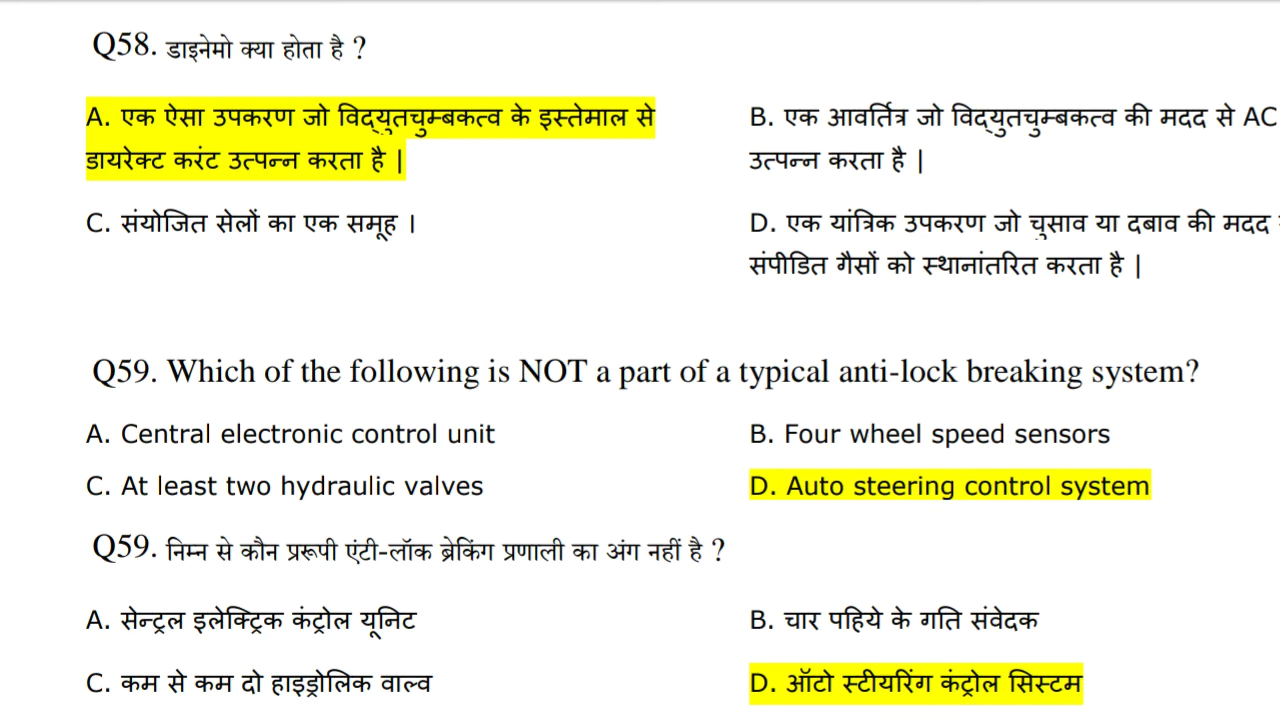 Q58. डाइनेमो क्या होता है ?
A. एक ऐसा उपकरण जो विद्युतचुम्बकत्व के इस्तेमाल से
डायरेक्ट करंट उत्पन्न करता है |
B. एक आवर्तित्र जो विद्युतचुम्बकत्व की मदद से AC
उत्पन्न करता है |
C. संयोजित सेलों का एक समूह ।
D. एक यांत्रिक उपकरण जो चुसाव या दबाव की मदद
संपीडित गैसों को स्थानांतरित करता है |
Q59. Which of the following is NOT a part of a typical anti-lock breaking system?
A. Central electronic control unit
B. Four wheel speed sensors
C. At least two hydraulic valves
D. Auto steering control system
Q59. निम्न से कौन प्ररूपी एंटी-लॉक ब्रेकिंग प्रणाली का अंग नहीं है ?
A. सेन्ट्रल इलेक्ट्रिक कंट्रोल यूनिट
B. चार पहिये के गति संवेदक
C. कम से कम दो हाइड्रोलिक वाल्व
D. ऑटो स्टीयरिंग कंट्रोल सिस्टम